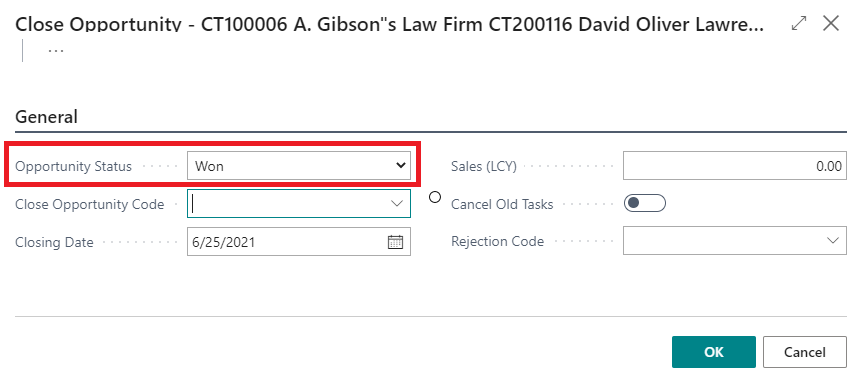 Close Opportunity - CT100006 A. Gibson"s Law Firm CT200116 David Oliver Lawre...
General
Opportunity Status Won
Sales (LCY) 0.00
Close Opportunity Code
Cancel Old Tasks
Closing Date 6/25/2021
Rejection Code
OK Cancel